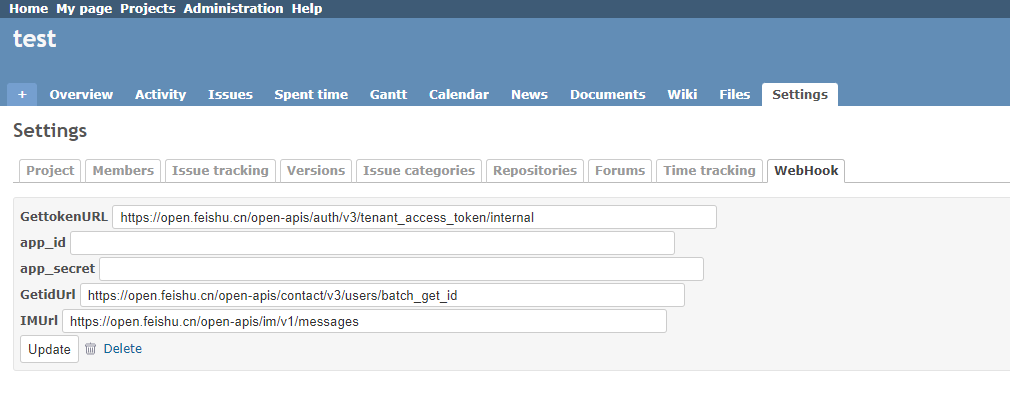 Home My page Projects Administration Help
test
+ Overview Activity Issues Spent time Gantt Calendar News Documents Wiki Files Settings
Settings
Project Members Issue tracking Versions Issue categories Repositories Forums Time tracking WebHook
GettokenURL https://open.feishu.cn/open-apis/auth/v3/tenant_access_token/internal
app_id
app_secret
GetidUrl https://open.feishu.cn/open-apis/contact/v3/users/batch_get_id
IMUrl https://open.feishu.cn/open-apis/im/v1/messages
Update Delete